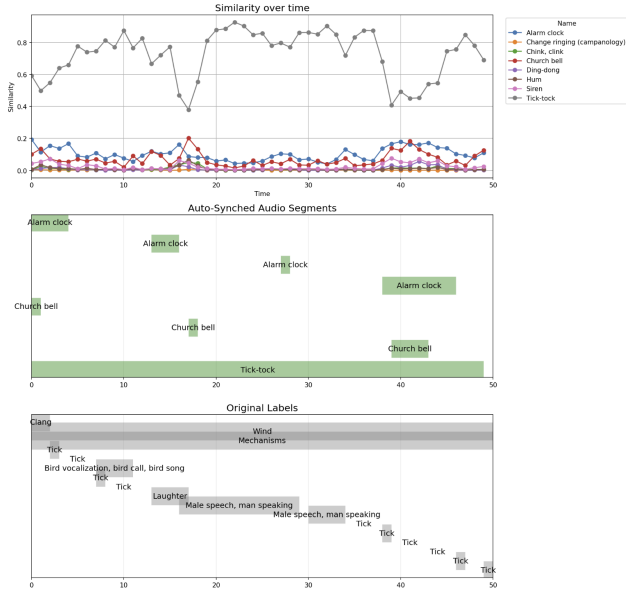 Similarity over time
0.8
0.6
0.4
0.2
0.0
Similarity
0 10 20 30 40 50
Time
Name
Alarm clock
Change ringing (campanology)
Chink, clink
Church bell
Ding-dong
Hum
Siren
Tick-tock
Auto-Synched Audio Segments
Alarm clock
Alarm clock
Alarm clock
Alarm clock
Church bell
Church bell
Church bell
Tick-tock
0 10 20 30 40 50
Original Labels
Clang
Wind
Mechanisms
Tick
Tick
Bird vocalization, bird call, bird song
Tick
Tick
Laughter
Male speech, man speaking
Male speech, man speaking
Tick
Tick
Tick
Tick
Tick
Tick
0 10 20 30 40 50